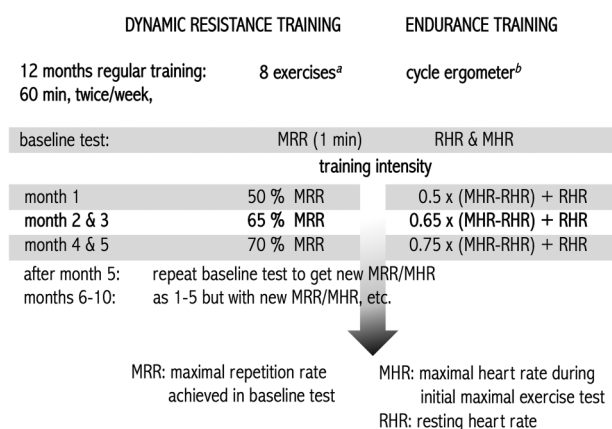 DYNAMIC RESISTANCE TRAINING ENDURANCE TRAINING
12 months regular training: 8 exercisesᵃ cycle ergometerᵇ
60 min, twice/week,
baseline test: MRR (1 min) RHR & MHR
training intensity
month 1 50 % MRR 0.5 x (MHR-RHR) + RHR
month 2 & 3 65 % MRR 0.65 x (MHR-RHR) + RHR
month 4 & 5 70 % MRR 0.75 x (MHR-RHR) + RHR
after month 5: repeat baseline test to get new MRR/MHR
months 6-10: as 1-5 but with new MRR/MHR, etc.
MRR: maximal repetition rate MHR: maximal heart rate during
achieved in baseline test initial maximal exercise test
RHR: resting heart rate